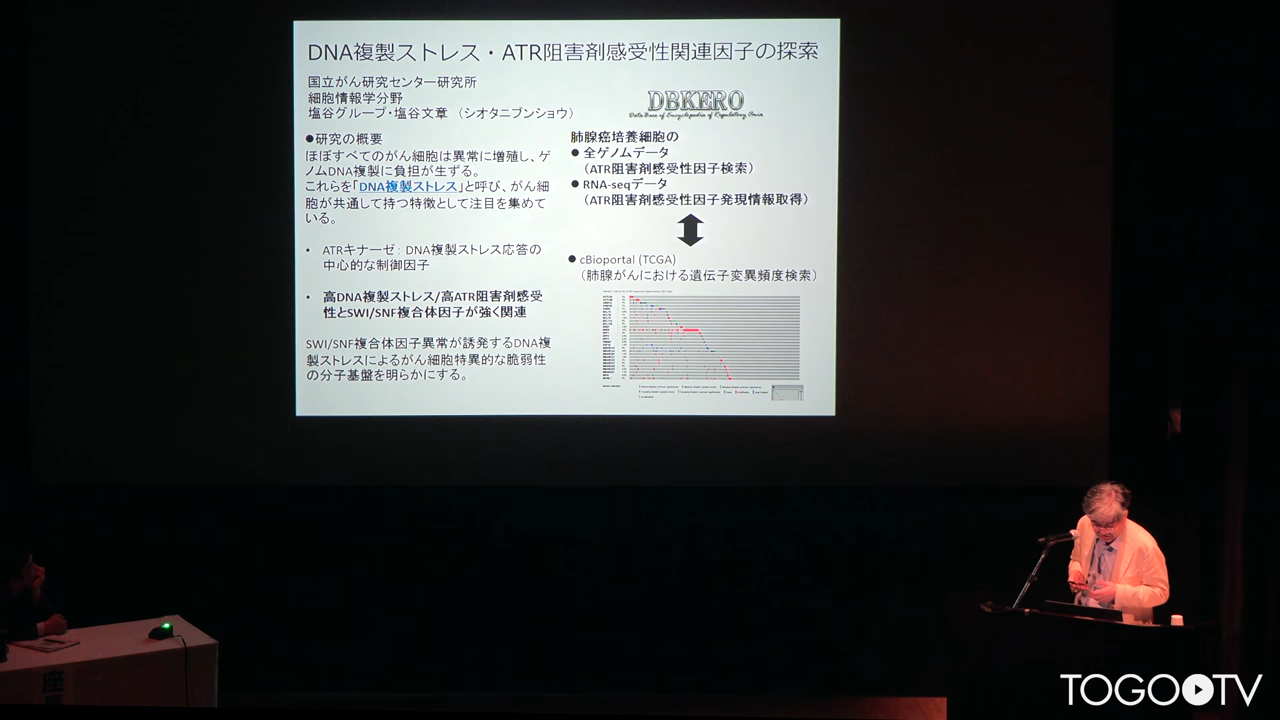 DNA複製ストレス・ATR阻害剤感受性関連因子の探索
国立がん研究センター研究所
細胞情報学分野
塩谷グループ・塩谷文章 (シオタニブンショウ)
●研究の概要
ほぼすべてのがん細胞は異常に増殖し、ゲ
ノムDNA複製に負担が生ずる。
これらを「DNA複製ストレス」と呼び、がん細
胞が共通して持つ特徴として注目を集めて
いる。
• ATRキナーゼ: DNA複製ストレス応答の
中心的な制御因子
• 高DNA複製ストレス/高ATR阻害剤感受
性とSWI/SNF複合体因子が強く関連
SWI/SNF複合体因子異常が誘発するDNA複
製ストレスによるがん細胞特異的な脆弱性
の分子基盤を明らかにする。
DBKERO
Data Base of Encyclopedia of Regulatory Omix
肺腺癌培養細胞の
● 全ゲノムデータ
(ATR阻害剤感受性因子検索)
● RNA-seqデータ
(ATR阻害剤感受性因子発現情報取得)
● cBioportal (TCGA)
(肺腺がんにおける遺伝子変異頻度検索)
座
TOGOTV